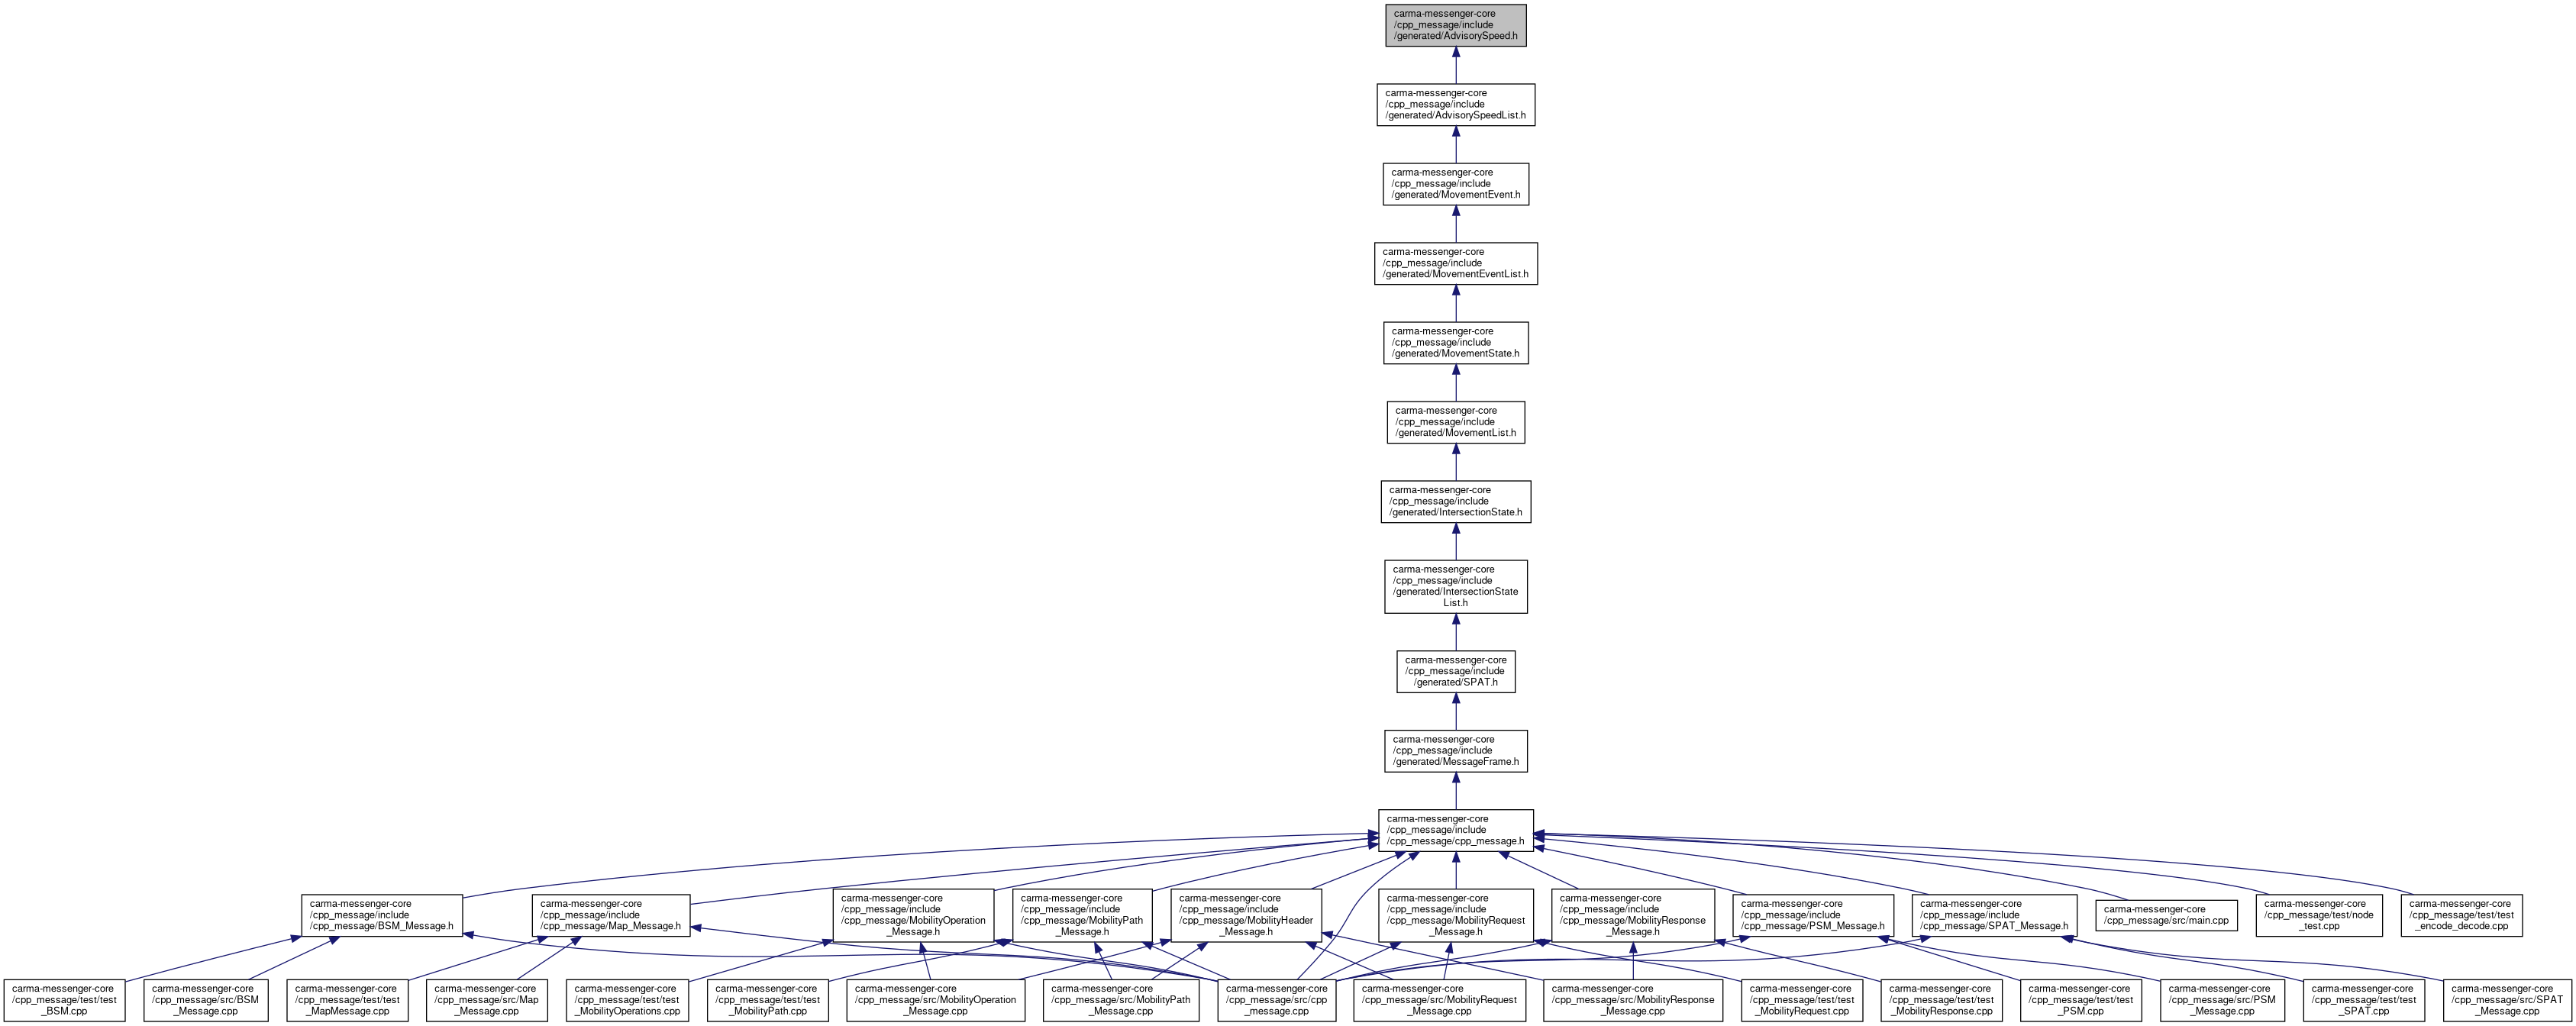 carma-messenger-core
/cpp_message/include
/generated/AdvisorySpeed.h
carma-messenger-core
/cpp_message/include
/generated/AdvisorySpeedList.h
carma-messenger-core
/cpp_message/include
/generated/MovementEvent.h
carma-messenger-core
/cpp_message/include
/generated/MovementEventList.h
carma-messenger-core
/cpp_message/include
/generated/MovementState.h
carma-messenger-core
/cpp_message/include
/generated/MovementList.h
carma-messenger-core
/cpp_message/include
/generated/IntersectionState.h
carma-messenger-core
/cpp_message/include
/generated/IntersectionState
List.h
carma-messenger-core
/cpp_message/include
/generated/SPAT.h
carma-messenger-core
/cpp_message/include
/generated/MessageFrame.h
carma-messenger-core
/cpp_message/include
/cpp_message/cpp_message.h
carma-messenger-core
/cpp_message/include
/cpp_message/BSM_Message.h
carma-messenger-core
/cpp_message/include
/cpp_message/Map_Message.h
carma-messenger-core
/cpp_message/include
/cpp_message/MobilityOperation
_Message.h
carma-messenger-core
/cpp_message/include
/cpp_message/MobilityPath
_Message.h
carma-messenger-core
/cpp_message/include
/cpp_message/MobilityHeader
_Message.h
carma-messenger-core
/cpp_message/include
/cpp_message/MobilityRequest
_Message.h
carma-messenger-core
/cpp_message/include
/cpp_message/MobilityResponse
_Message.h
carma-messenger-core
/cpp_message/include
/cpp_message/PSM_Message.h
carma-messenger-core
/cpp_message/include
/cpp_message/SPAT_Message.h
carma-messenger-core
/cpp_message/src/main.cpp
carma-messenger-core
/cpp_message/test/node
_test.cpp
carma-messenger-core
/cpp_message/test/test
_encode_decode.cpp
carma-messenger-core
/cpp_message/test/test
_BSM.cpp
carma-messenger-core
/cpp_message/src/BSM
_Message.cpp
carma-messenger-core
/cpp_message/test/test
_MapMessage.cpp
carma-messenger-core
/cpp_message/src/Map
_Message.cpp
carma-messenger-core
/cpp_message/test/test
_MobilityOperations.cpp
carma-messenger-core
/cpp_message/test/test
_MobilityPath.cpp
carma-messenger-core
/cpp_message/src/MobilityOperation
_Message.cpp
carma-messenger-core
/cpp_message/src/MobilityPath
_Message.cpp
carma-messenger-core
/cpp_message/src/cpp
_message.cpp
carma-messenger-core
/cpp_message/src/MobilityRequest
_Message.cpp
carma-messenger-core
/cpp_message/src/MobilityResponse
_Message.cpp
carma-messenger-core
/cpp_message/test/test
_MobilityRequest.cpp
carma-messenger-core
/cpp_message/test/test
_MobilityResponse.cpp
carma-messenger-core
/cpp_message/test/test
_PSM.cpp
carma-messenger-core
/cpp_message/src/PSM
_Message.cpp
carma-messenger-core
/cpp_message/test/test
_SPAT.cpp
carma-messenger-core
/cpp_message/src/SPAT
_Message.cpp